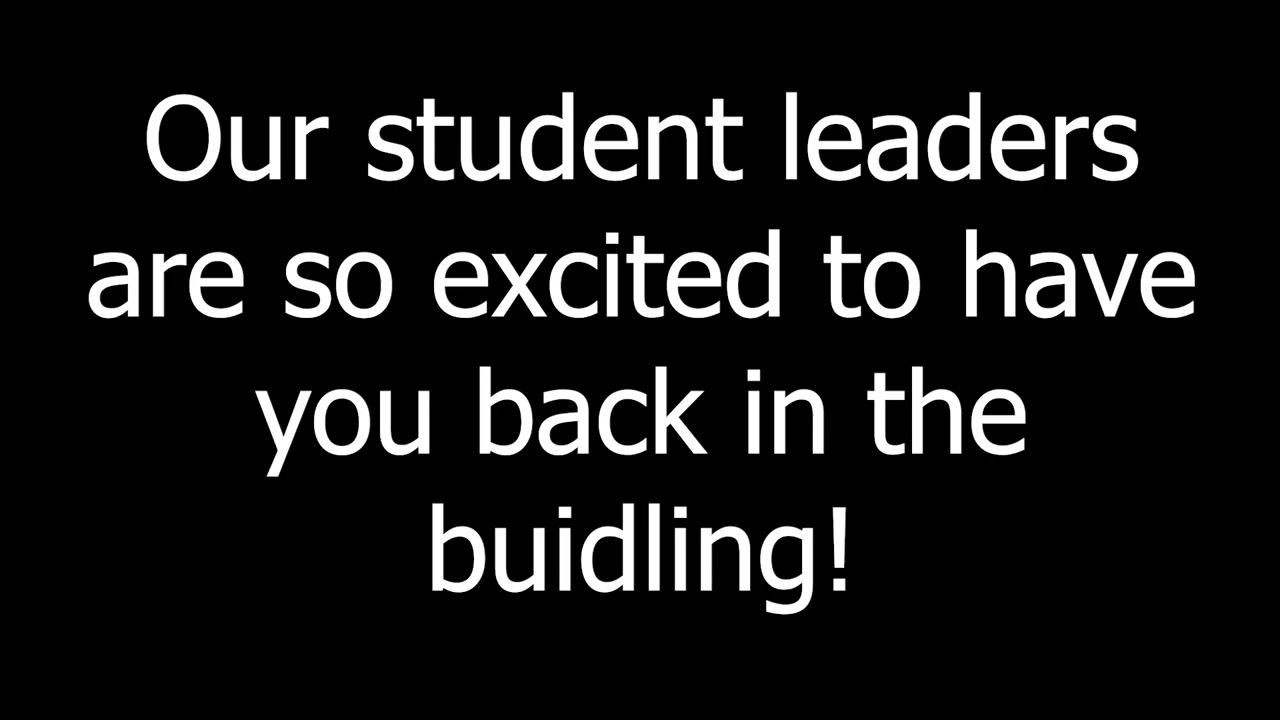 Our student leaders
are so excited to have
you back in the
buidling!